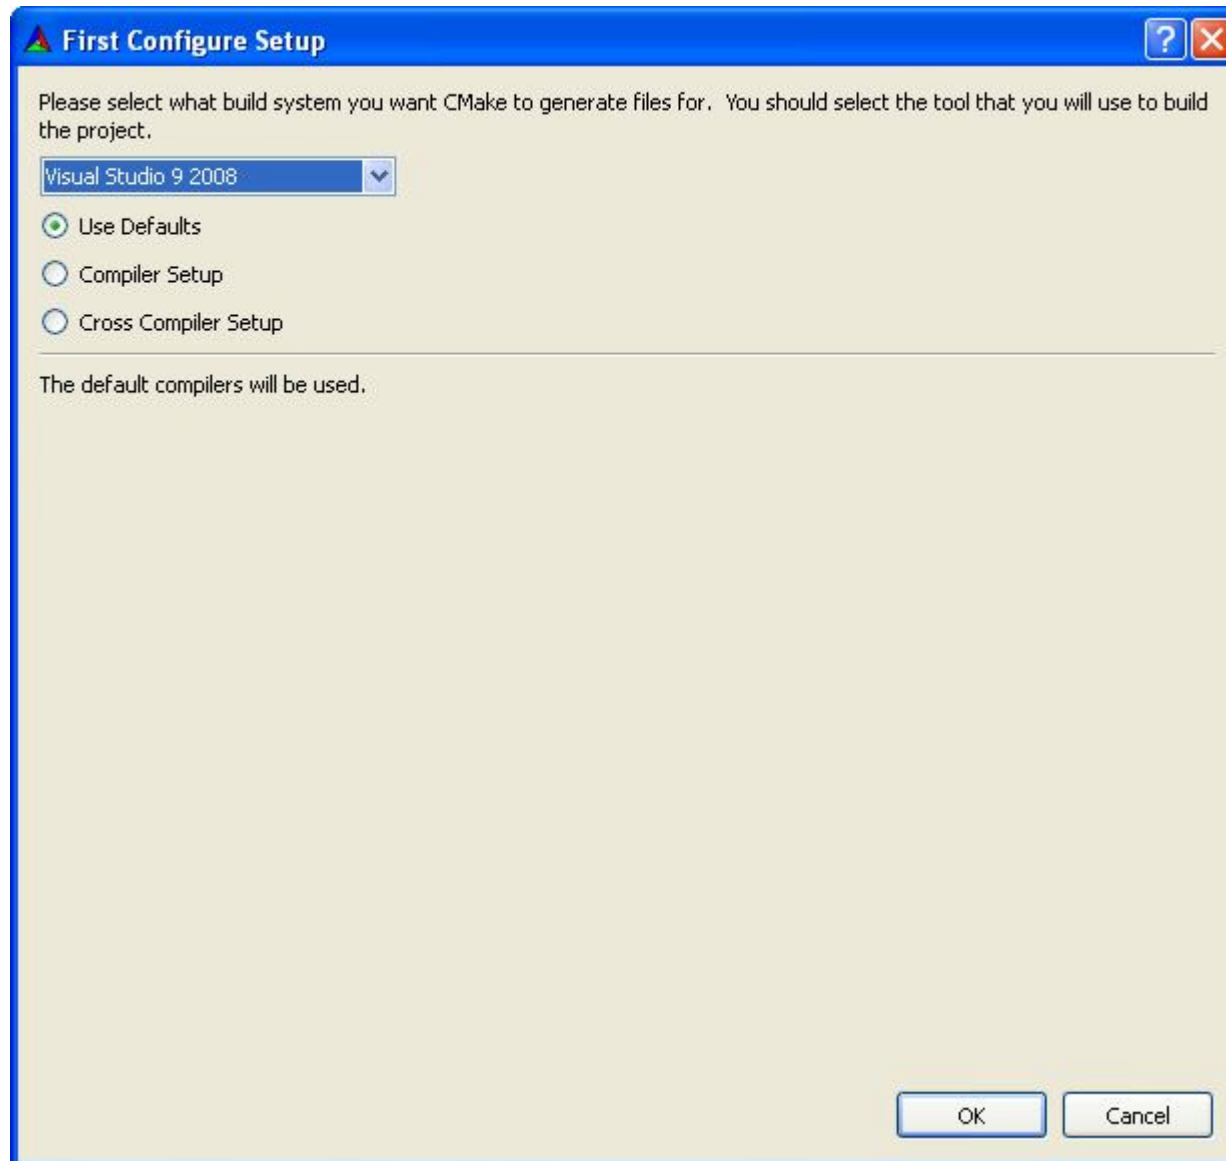 First Configure Setup
Please select what build system you want CMake to generate files for.  You should select the tool that you will use to build
the project.
Visual Studio 9 2008
Use Defaults
Compiler Setup
Cross Compiler Setup
The default compilers will be used.
OK
Cancel